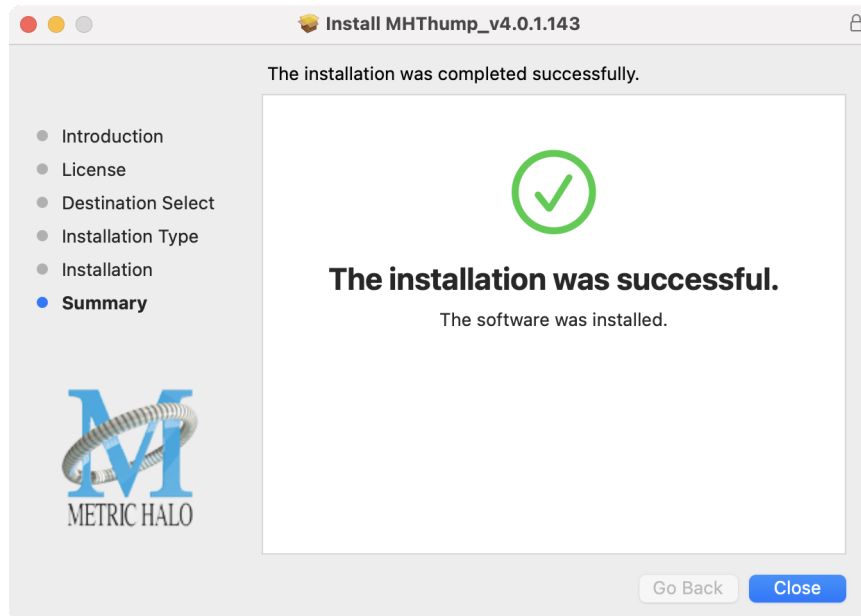 Install MHThump_v4.0.1.143
The installation was completed successfully.
Introduction
License
Destination Select
Installation Type
Installation
Summary
M
METRIC HALO
The installation was successful.
The software was installed.
Go Back
Close